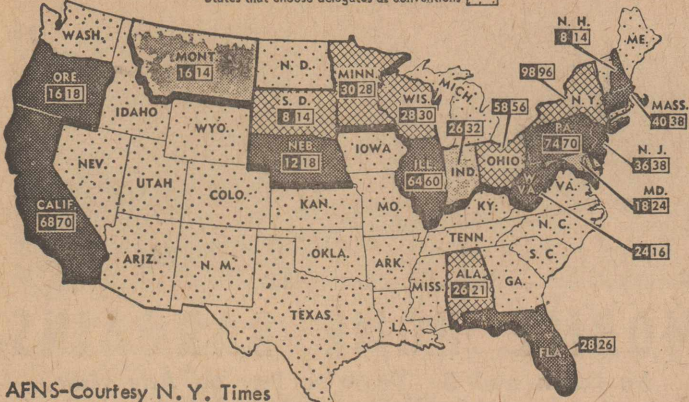 States that choose delegates at conventions
WASH.
ORE.
16 18
CALIF.
68 70
IDAHO
NEV.
MONT.
16 14
WYO.
UTAH
ARIZ.
COLO.
N. M.
N. D.
S. D.
8 14
NEB.
12 18
KAN.
OKLA.
TEXAS
MINN.
30 28
IOWA
MO.
ARK.
LA.
WIS.
28 30
ILL.
64 60
MICH.
IND.
26 32
OHIO
58 56
KY.
TENN.
MISS.
ALA.
26 21
GA.
FLA.
28 26
S. C.
N. C.
VA.
W. VA.
24 16
PA.
74 70
N. Y.
98 96
N. H.
8 14
ME.
MASS.
40 38
N. J.
36 38
MD.
18 24
AFNS-Courtesy N. Y. Times